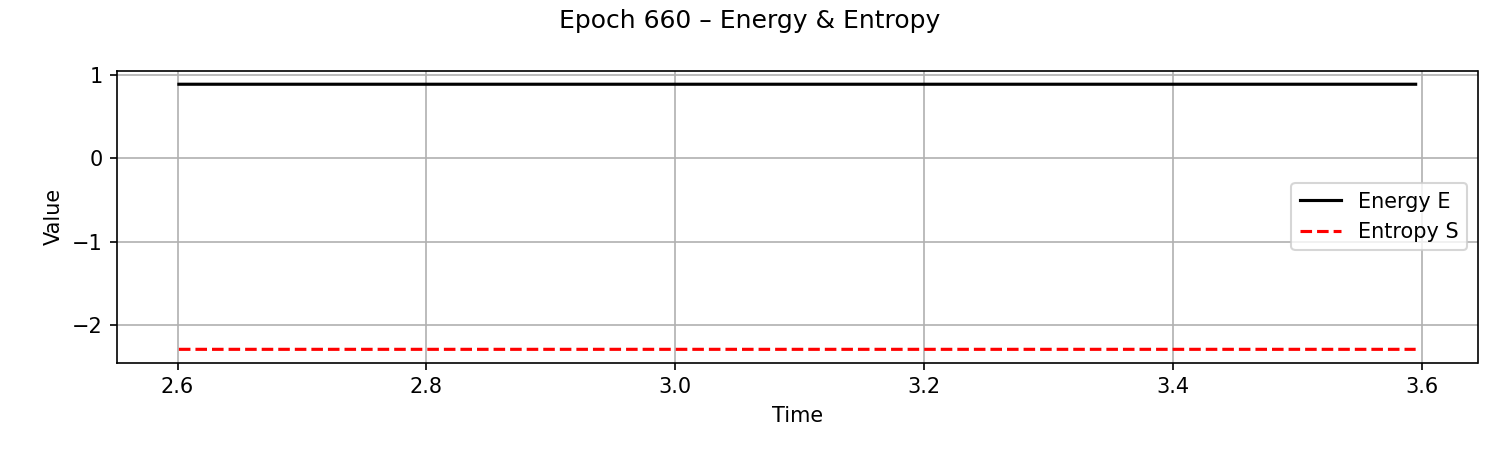 Epoch 660 – Energy & Entropy
1
0
−1
−2
Value
Energy E
Entropy S
2.6 2.8 3.0 3.2 3.4 3.6
Time